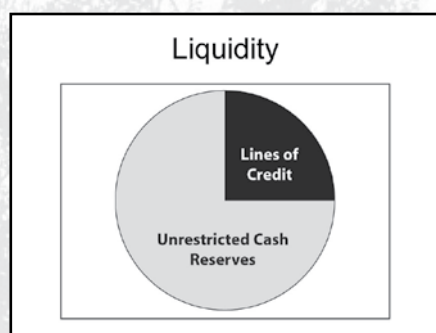 Liquidity
Lines of
Credit
Unrestricted Cash
Reserves